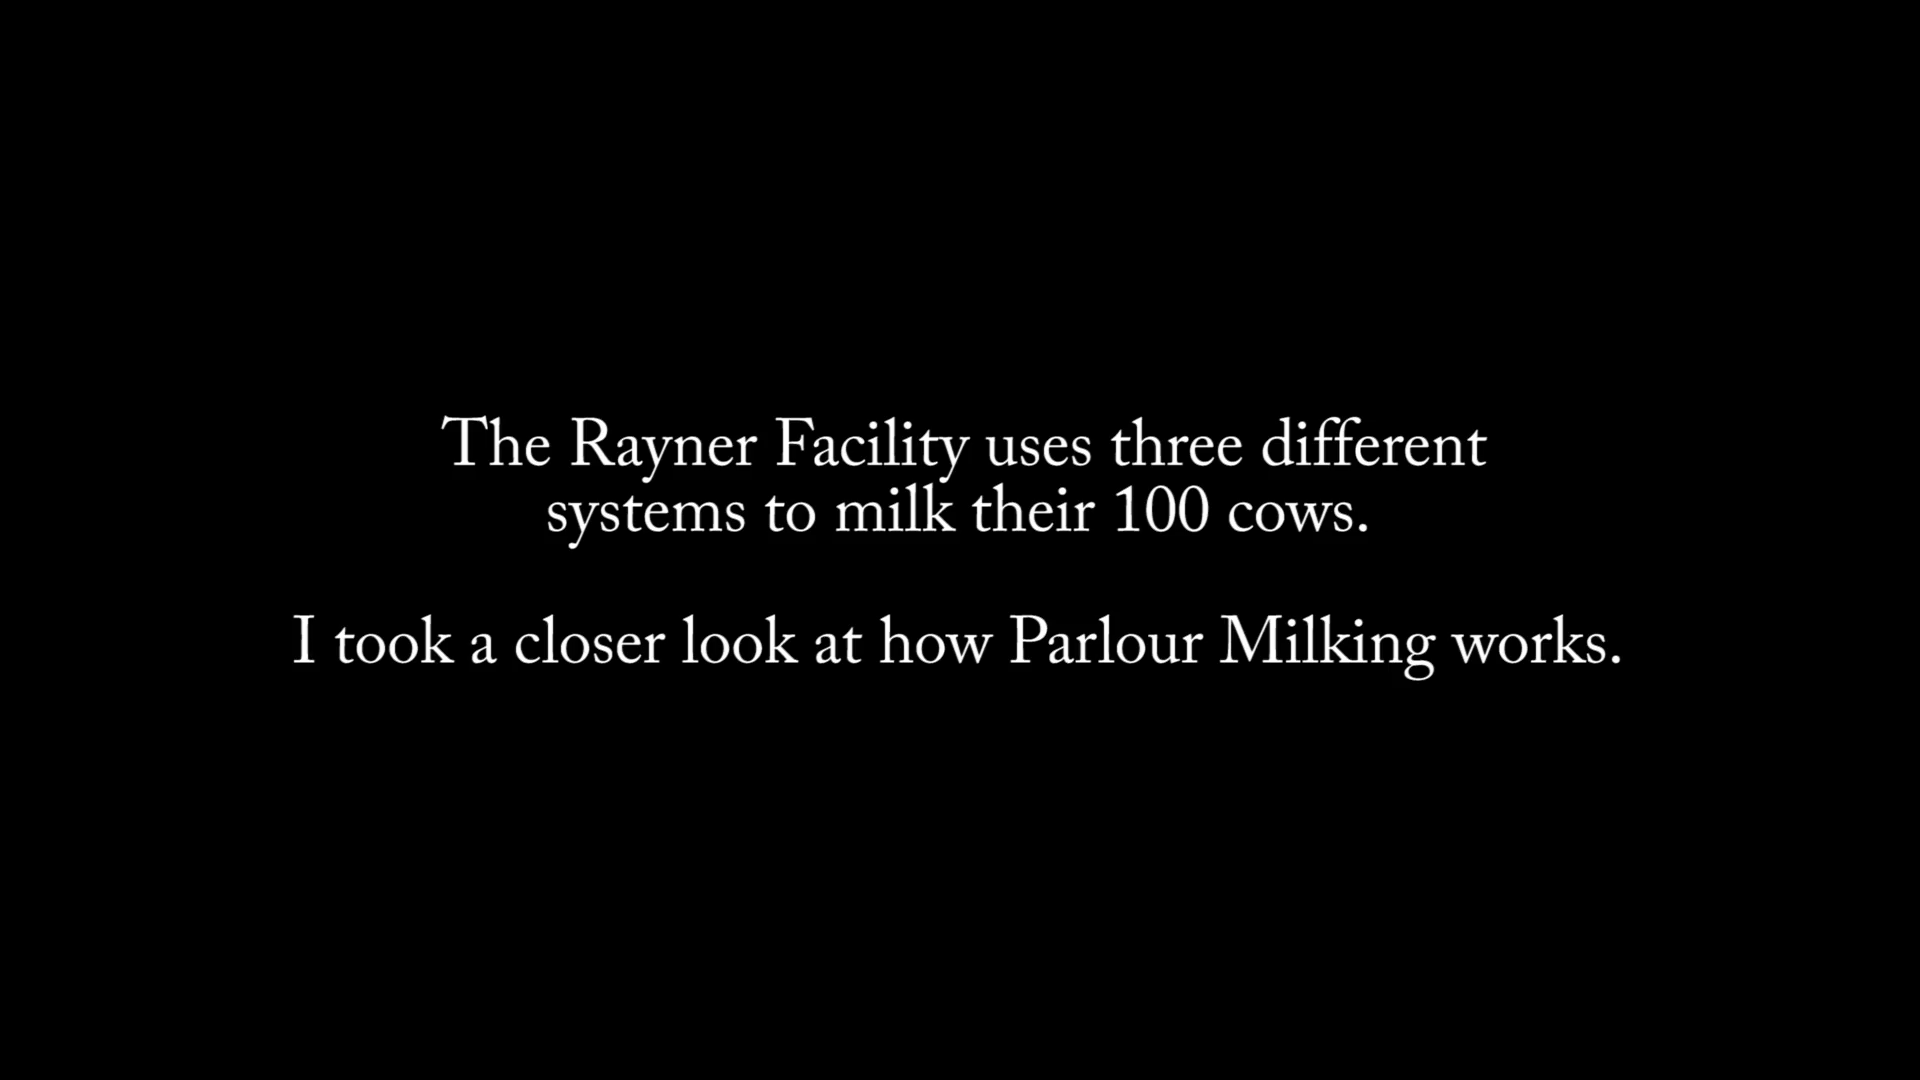 The Rayner Facility uses three different
systems to milk their 100 cows.
I took a closer look at how Parlour Milking works.